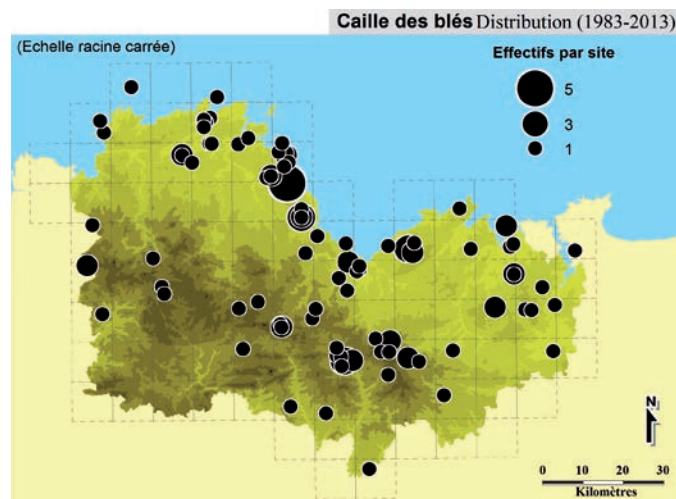 Caille des blés Distribution (1983-2013)
(Echelle racine carrée)
Effectifs par site
5
3
1
N
0 10 20 30
Kilomètres